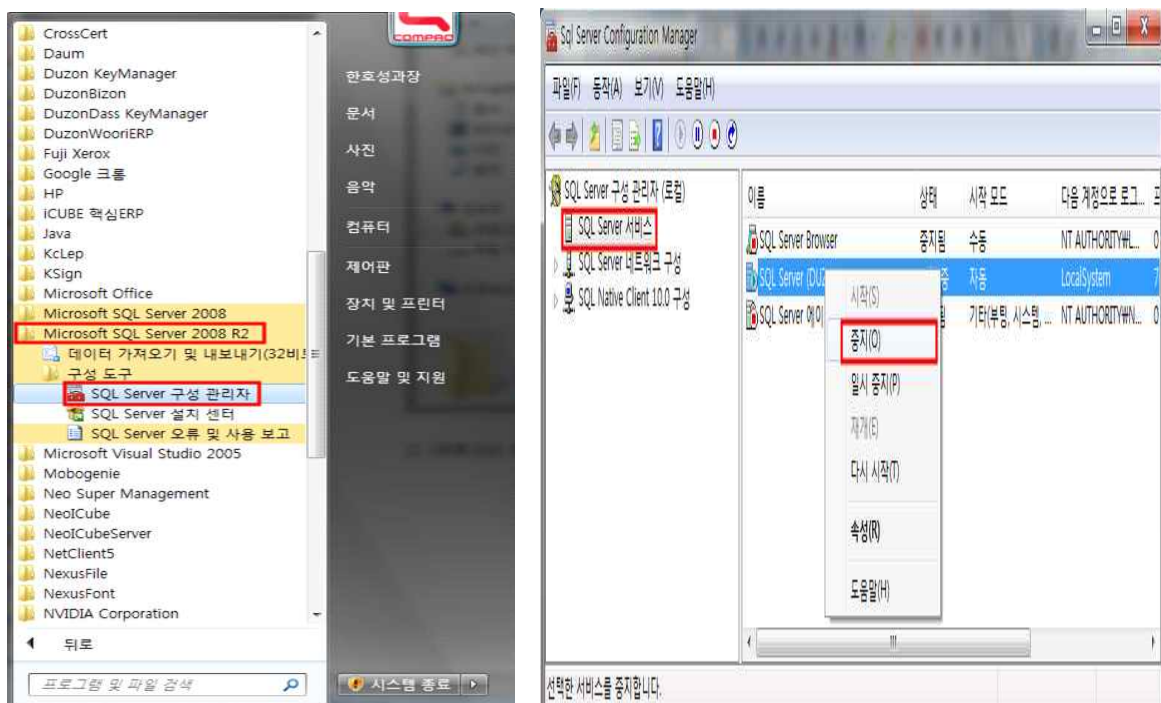 CrossCert
Daum
Duzon KeyManager
DuzonBizon
DuzonDass KeyManager
DuzonWooriERP
Fuji Xerox
Google 크롬
HP
iCUBE 핵심ERP
Java
KcLep
KSign
Microsoft Office
Microsoft SQL Server 2008
Microsoft SQL Server 2008 R2
데이터 가져오기 및 내보내기(32비트
구성 도구
SQL Server 구성 관리자
SQL Server 설치 센터
SQL Server 오류 및 사용 보고
Microsoft Visual Studio 2005
Mobogenie
Neo Super Management
NeoICube
NeoICubeServer
NetClient5
NexusFile
NexusFont
NVIDIA Corporation
뒤로
프로그램 및 파일 검색
COMPAQ
한호성과장
문서
사진
음악
컴퓨터
제어판
장치 및 프린터
기본 프로그램
도움말 및 지원
시스템 종료
Sql Server Configuration Manager
파일(F) 동작(A) 보기(V) 도움말(H)
SQL Server 구성 관리자 (로컬)
SQL Server 서비스
SQL Server 네트워크 구성
SQL Native Client 10.0 구성
이름 상태 시작 모드 다음 계정으로 로그...
SQL Server Browser 중지됨 수동 NT AUTHORITY₩L... 0
SQL Server (DUZ 중 자동 LocalSystem 7
SQL Server 에이 됨 기타(부팅, 시스템, ... NT AUTHORITY₩N... 0
시작(S)
중지(O)
일시 중지(P)
재개(E)
다시 시작(T)
속성(R)
도움말(H)
선택한 서비스를 중지합니다.